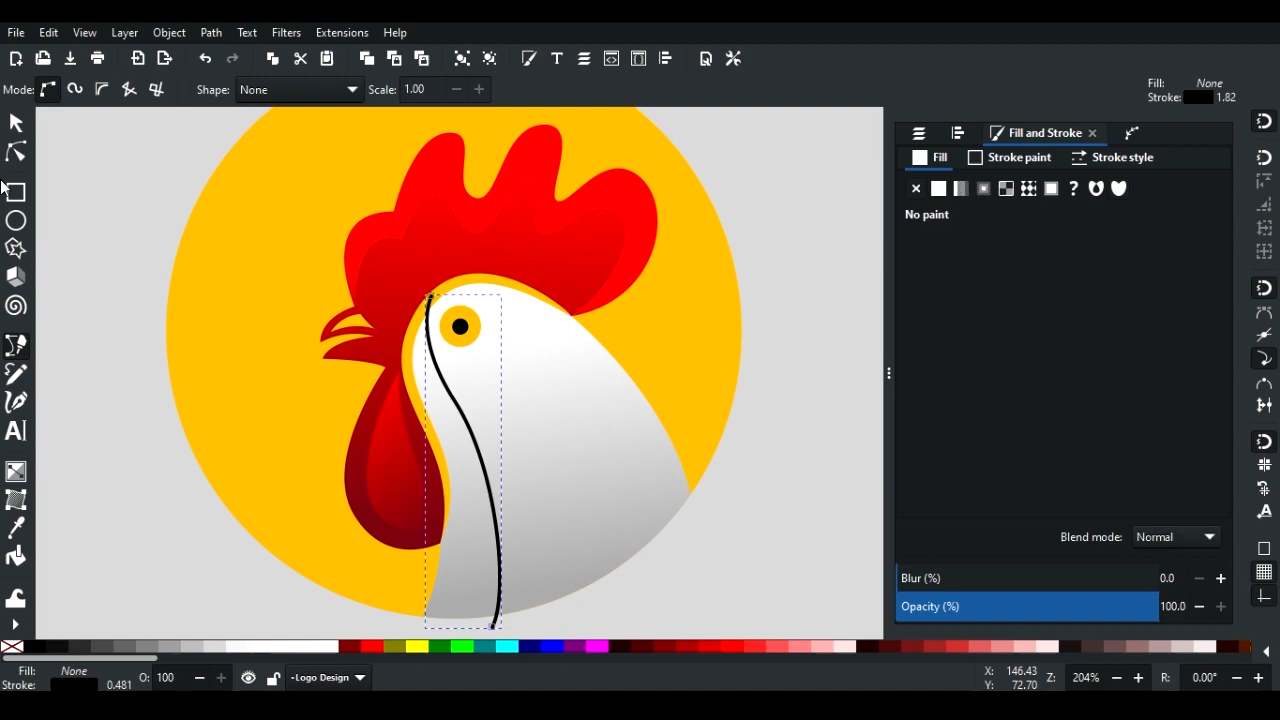 File Edit View Layer Object Path Text Filters Extensions Help
Mode: Shape: None Scale: 1.00
Fill: None
Stroke: 1.82
Fill and Stroke
Fill Stroke paint Stroke style
No paint
Blend mode: Normal
Blur (%) 0.0
Opacity (%) 100.0
Fill: None
Stroke: 0.481
O: 100
•Logo Design
X: 146.43
Y: 72.70
Z: 204%
R: 0.00°